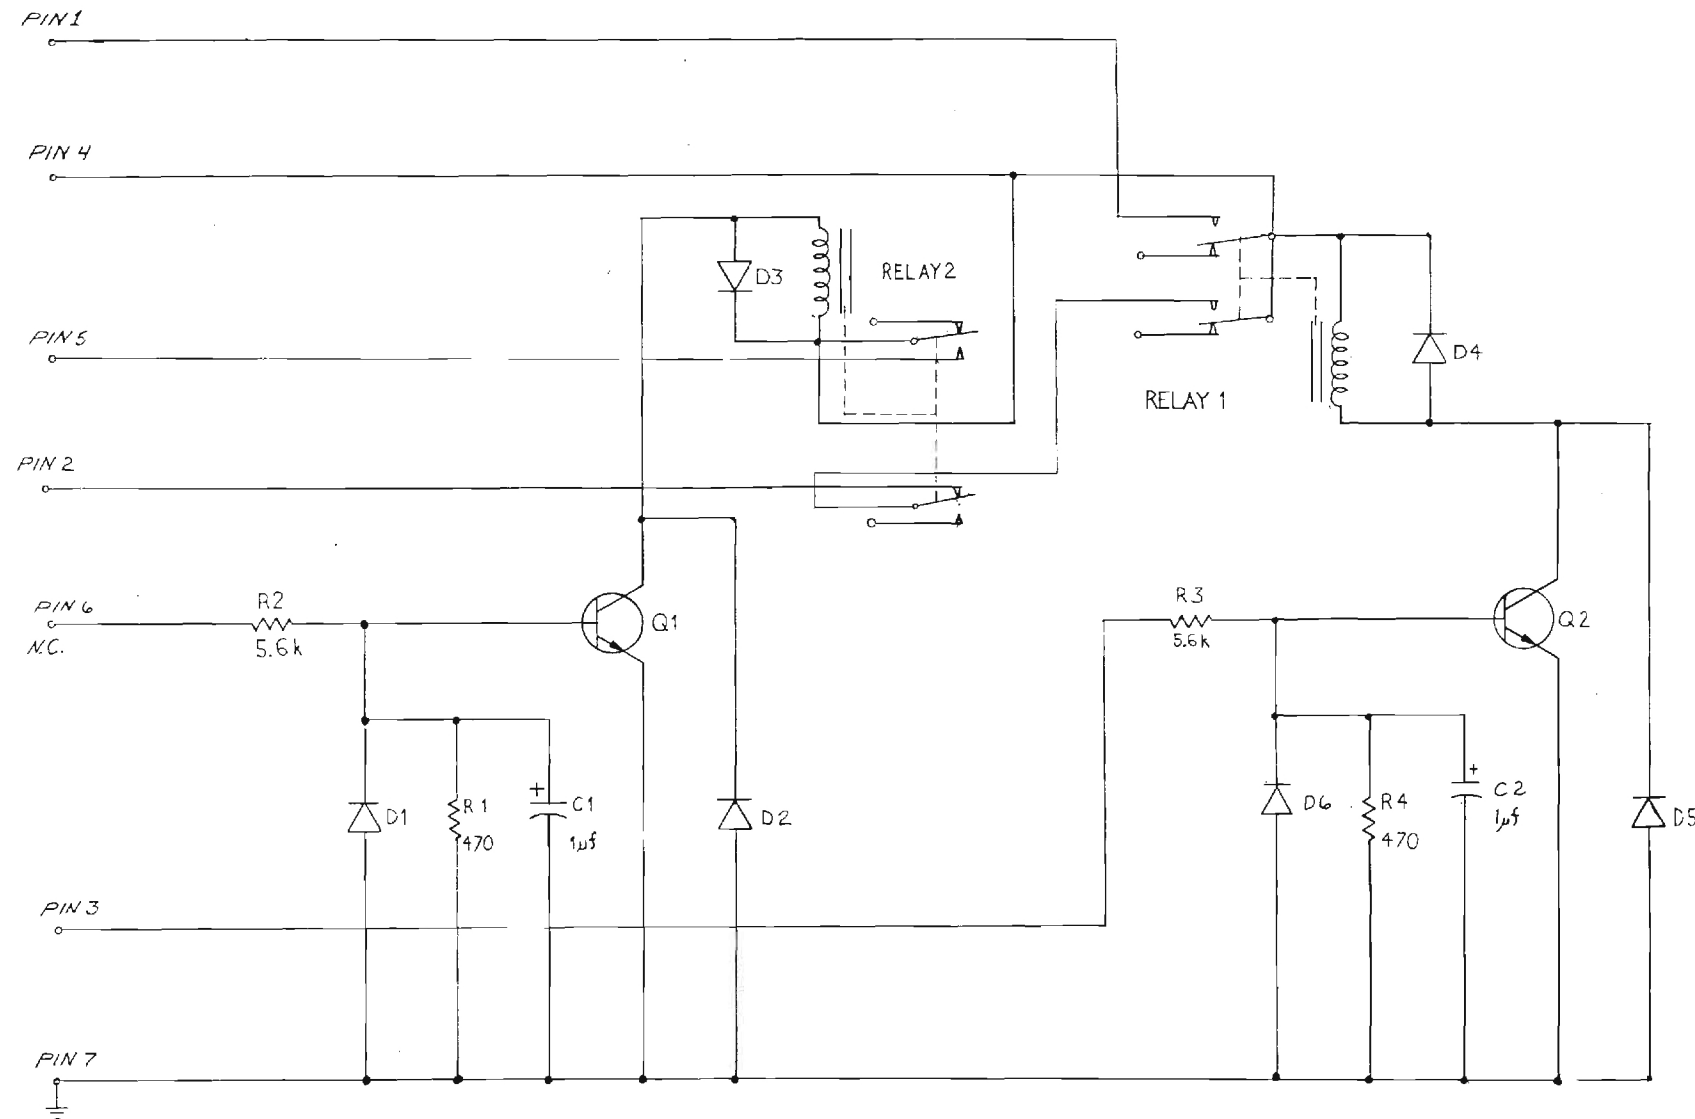 PIN 1
PIN 4
D3
RELAY 2
PIN 5
D4
RELAY 1
PIN 2
PIN 6
N.C.
R2
5.6k
Q1
R3
5.6k
Q2
D1
R1
470
+
C1
1µf
D2
D6
R4
470
+
C2
1µf
D5
PIN 3
PIN 7